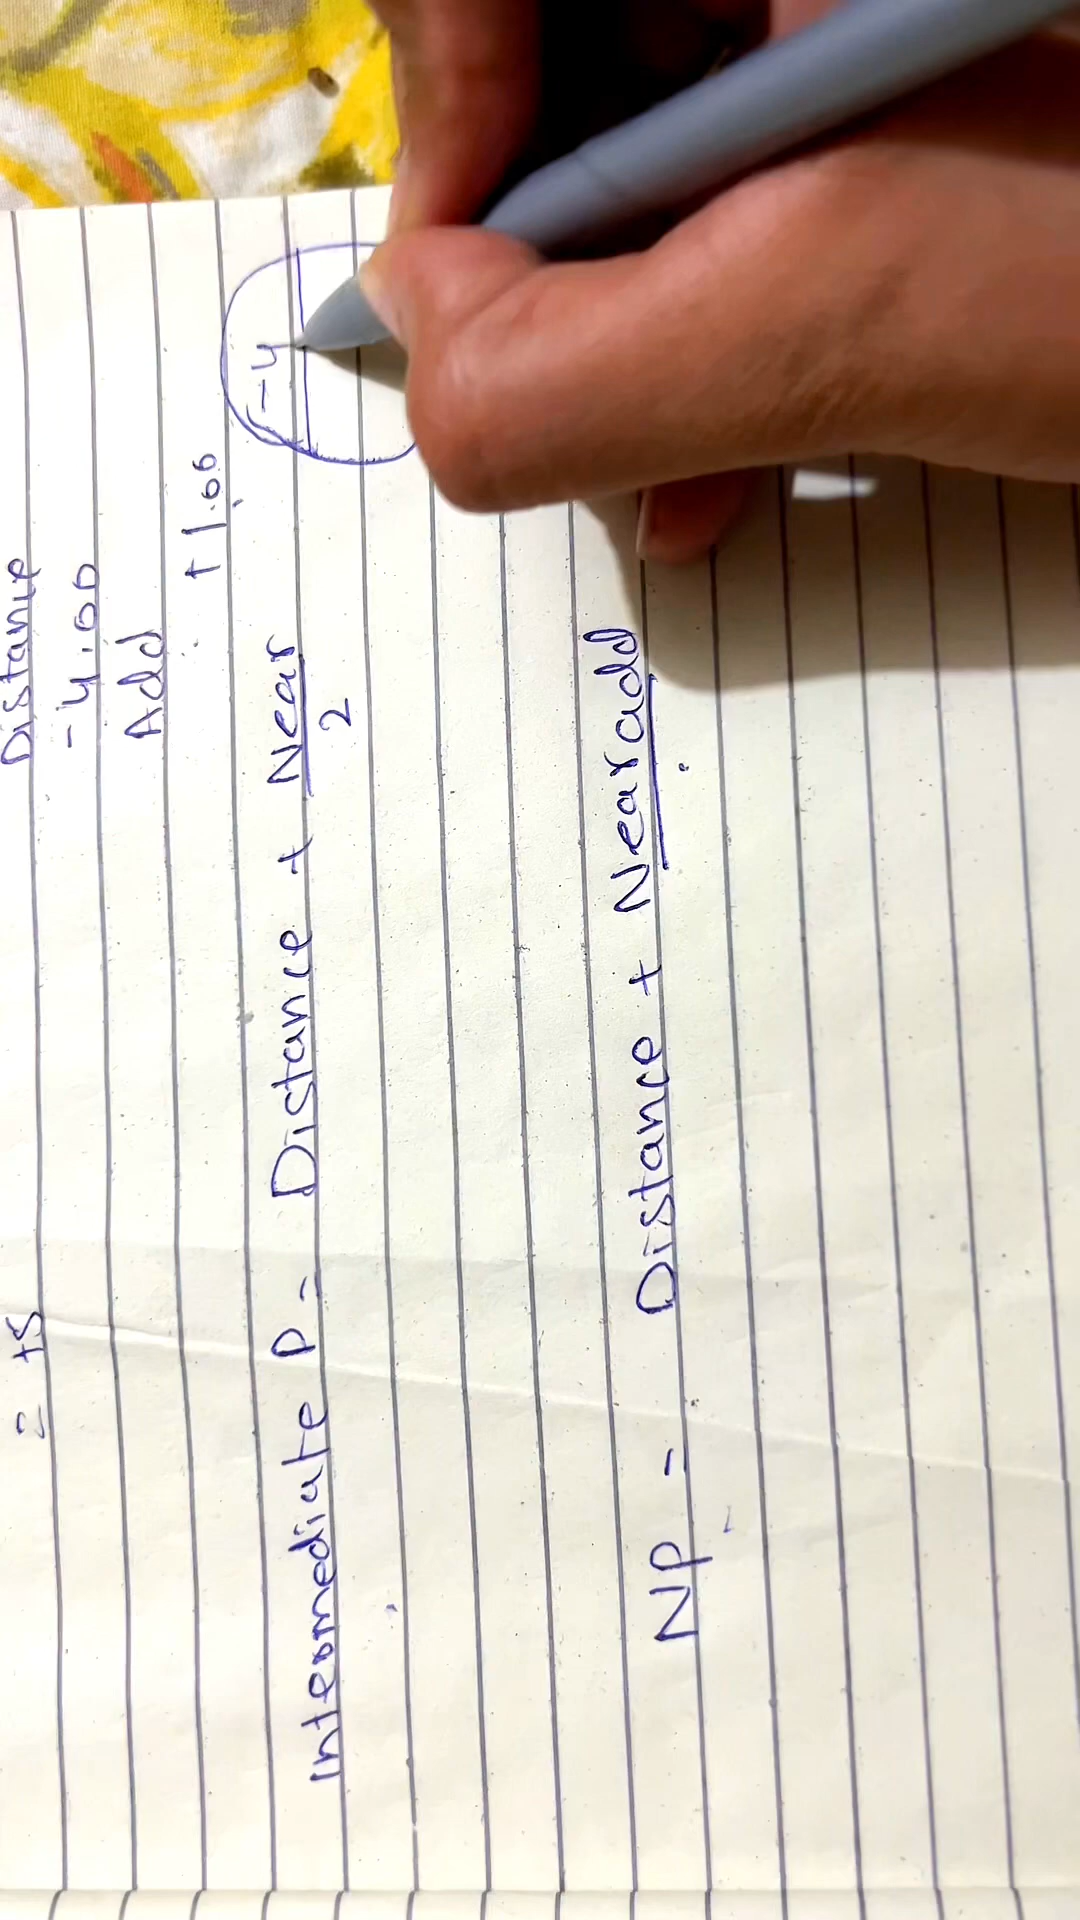 = +5
Distance
-4.00
Add
+1.00
-4
Intermediate P = Distance + Near
2
NP = Distance + Near add